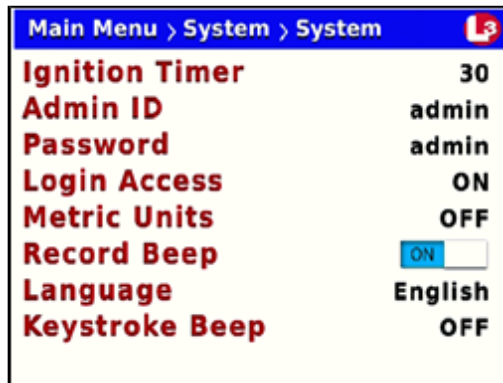 Main Menu > System > System L3
Ignition Timer 30
Admin ID admin
Password admin
Login Access ON
Metric Units OFF
Record Beep ON
Language English
Keystroke Beep OFF